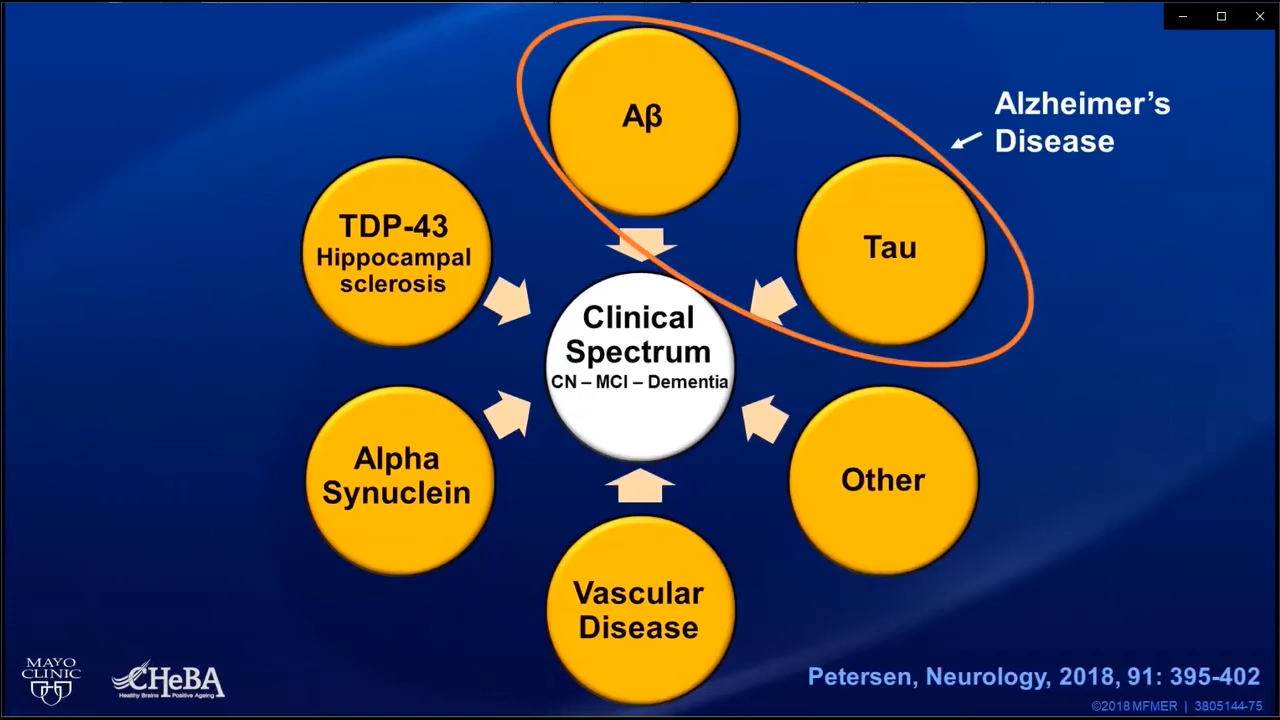 Aβ
Alzheimer's
Disease
TDP-43
Hippocampal
sclerosis
Tau
Clinical
Spectrum
CN – MCI – Dementia
Alpha
Synuclein
Other
Vascular
Disease
MAYO
CLINIC
CHeBA
Healthy Brains Positive Ageing
Petersen, Neurology, 2018, 91: 395-402
©2018 MFMER | 3805144-75